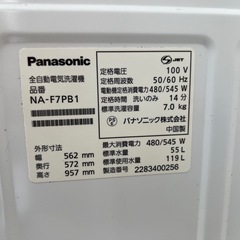 Panasonic
全自動電気洗濯機
品番
NA-F7PB1
外形寸法
幅 562 mm
奥行 572 mm
高さ 957 mm
JET
定格電圧 100 V
定格周波数 50/60 Hz
電動機定格消費電力 480/545 W
定格時間 洗いのみ 14 分
標準洗濯容量 7.0 kg
パナソニック株式会社
中国製
最大消費電力 480/545 W
標準水量 55 L
標準使用水量 119 L
製造番号 2283400256